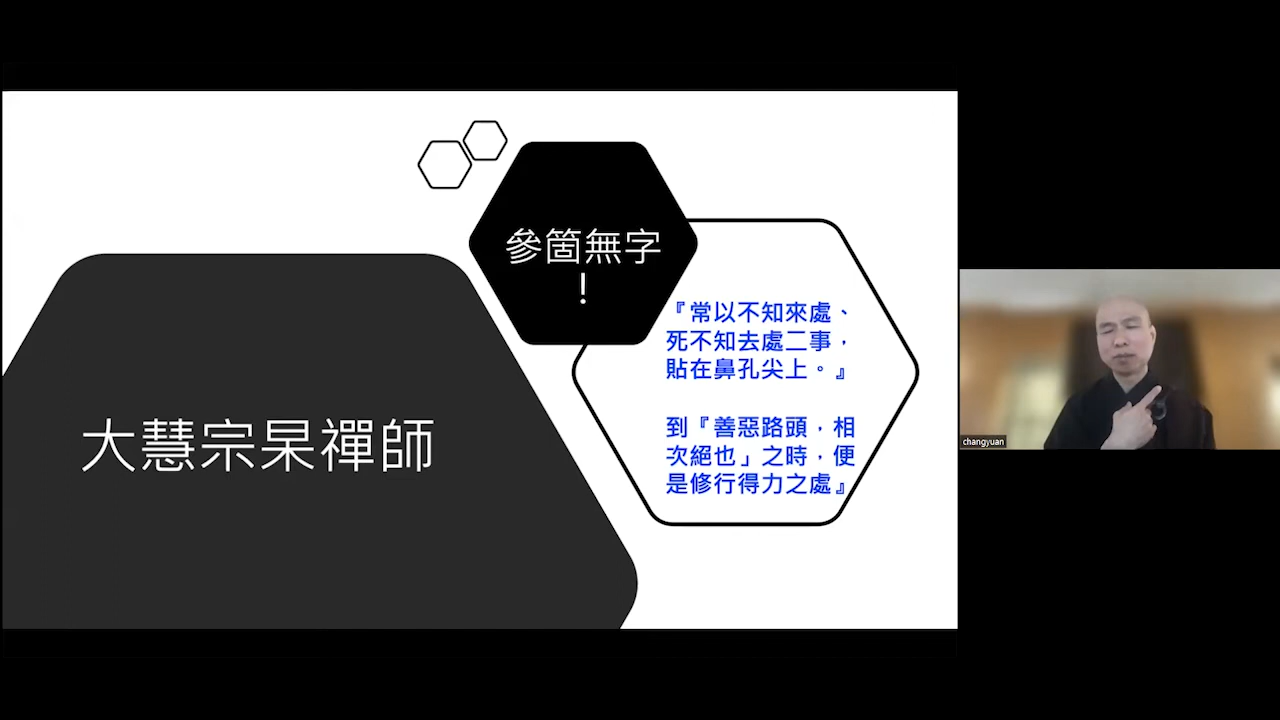 參箇無字
！
『常以不知來處、
死不知去處二事，
貼在鼻孔尖上。』
到『善惡路頭，相
次絕也」之時，便
是修行得力之處』
大慧宗杲禪師
changyuan